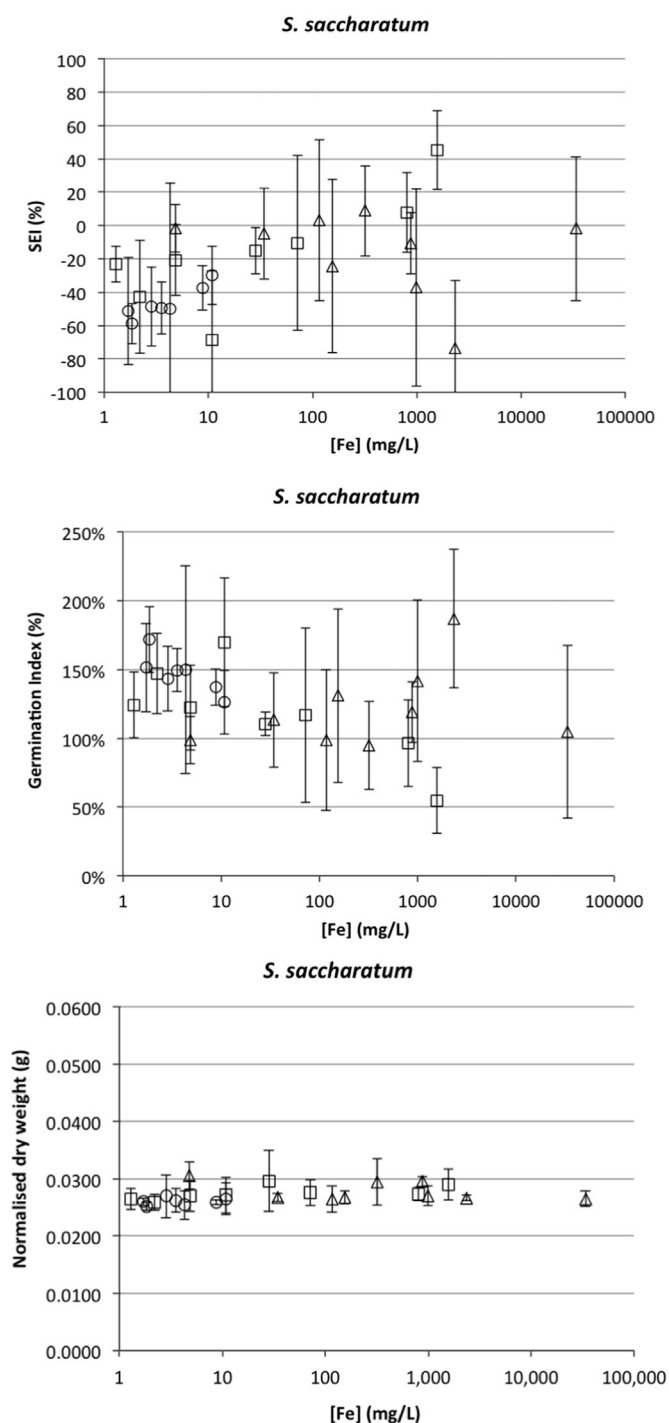 S. saccharatum
100
80
60
40
20
0
-20
-40
-60
-80
-100
SEI (%)
1 10 100 1000 10000 100000
[Fe] (mg/L)
S. saccharatum
250%
200%
150%
100%
50%
0%
Germination Index (%)
1 10 100 1000 10000 100000
[Fe] (mg/L)
S. saccharatum
0.0600
0.0500
0.0400
0.0300
0.0200
0.0100
0.0000
Normalised dry weight (g)
1 10 100 1,000 10,000 100,000
[Fe] (mg/L)